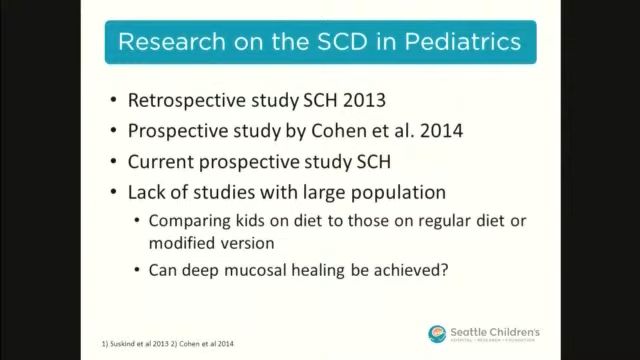 Research on the SCD in Pediatrics
• Retrospective study SCH 2013
• Prospective study by Cohen et al. 2014
• Current prospective study SCH
• Lack of studies with large population
• Comparing kids on diet to those on regular diet or
modified version
• Can deep mucosal healing be achieved?
1) Suskind et al 2013 2) Cohen et al 2014
Seattle Children's
HOSPITAL • RESEARCH • FOUNDATION